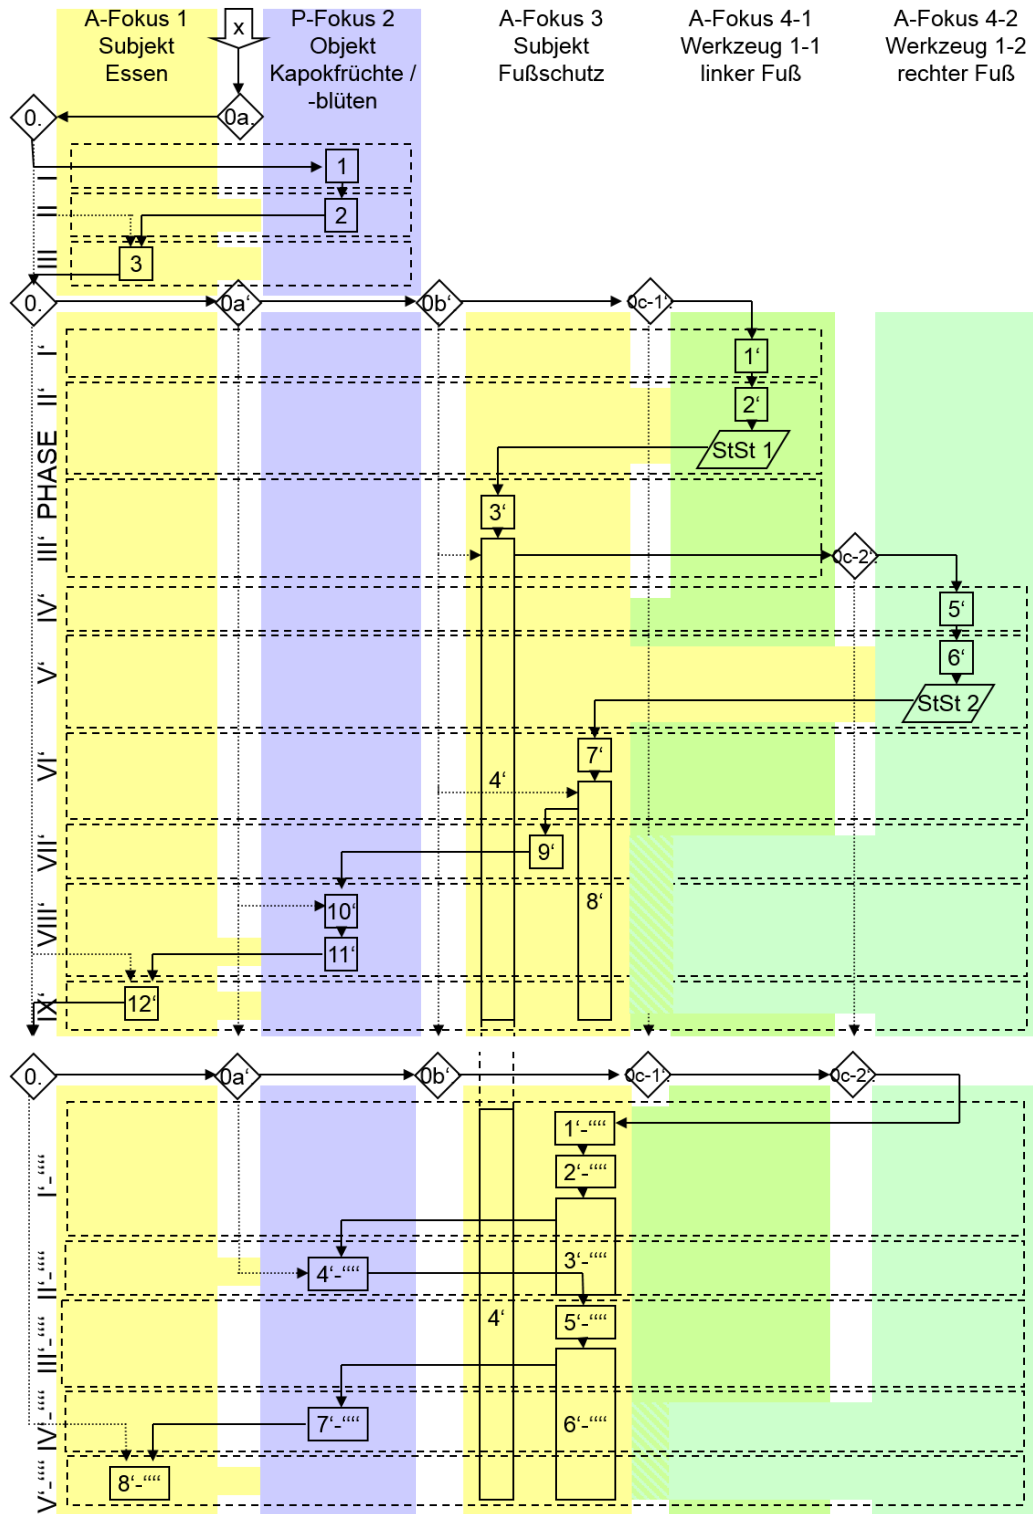 A-Fokus 1
Subjekt
Essen
x
P-Fokus 2
Objekt
Kapokfrüchte /
-blüten
A-Fokus 3
Subjekt
Fußschutz
A-Fokus 4-1
Werkzeug 1-1
linker Fuß
A-Fokus 4-2
Werkzeug 1-2
rechter Fuß
0.
0a.
I
1
II
2
III
3
0.
0a‘
0b‘
0c-1‘.
I‘
1‘
II‘
2‘
StSt 1
PHASE
3‘
III‘
0c-2‘.
IV‘
5‘
V‘
6‘
StSt 2
VI‘
7‘
4‘
VII‘
9‘
8‘
VIII‘
10‘
11‘
IX‘
12‘
0.
0a‘
0b‘
0c-1‘.
0c-2‘.
1‘-““
I‘-““
2‘-““
II‘-““
3‘-““
4‘-““
4‘
5‘-““
III‘-““
IV‘-““
7‘-““
6‘-““
V‘-““
8‘-““